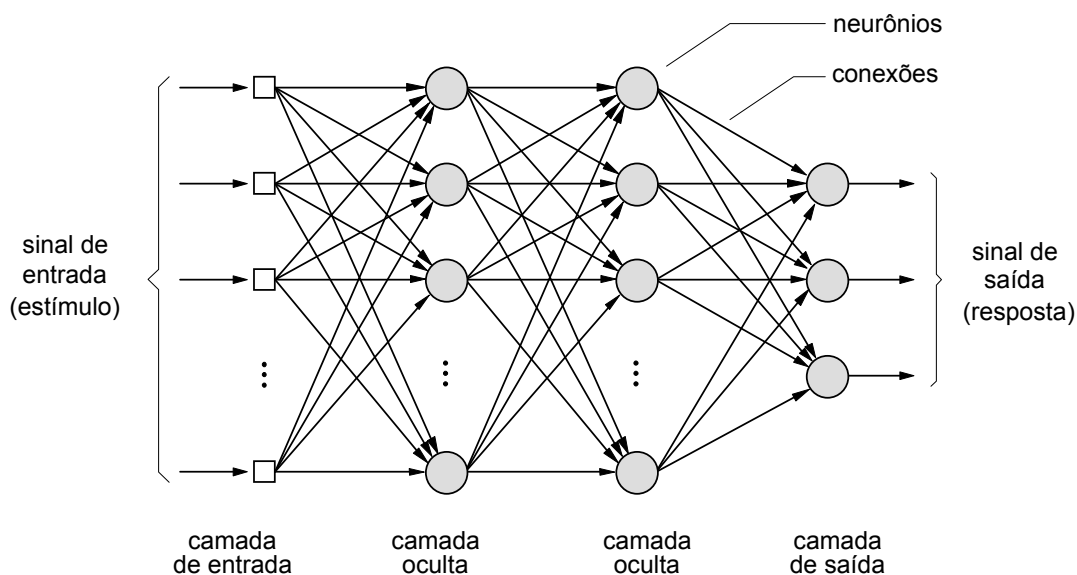 neurônios
conexões
sinal de
entrada
(estímulo)
sinal de
saída
(resposta)
camada
de entrada
camada
oculta
camada
oculta
camada
de saída